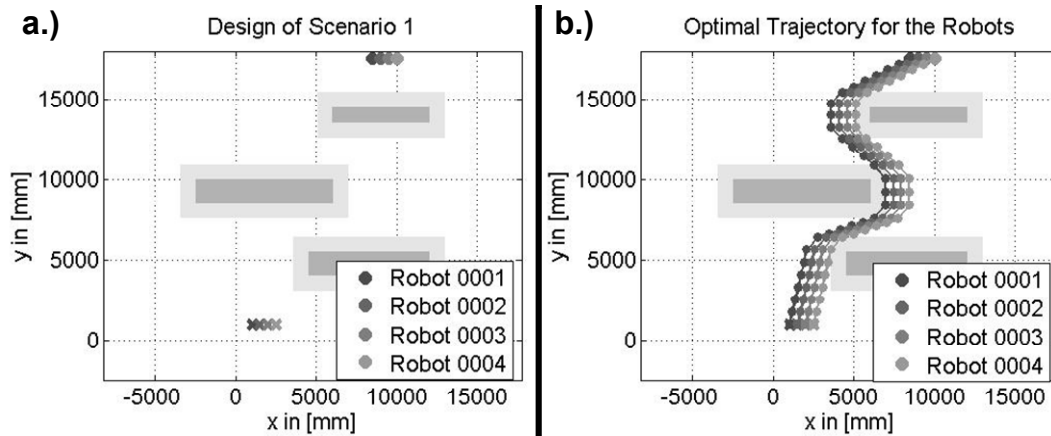 a.)
Design of Scenario 1
15000
10000
5000
0
y in [mm]
-5000 0 5000 10000 15000
x in [mm]
Robot 0001
Robot 0002
Robot 0003
Robot 0004
b.)
Optimal Trajectory for the Robots
15000
10000
5000
0
y in [mm]
-5000 0 5000 10000 15000
x in [mm]
Robot 0001
Robot 0002
Robot 0003
Robot 0004